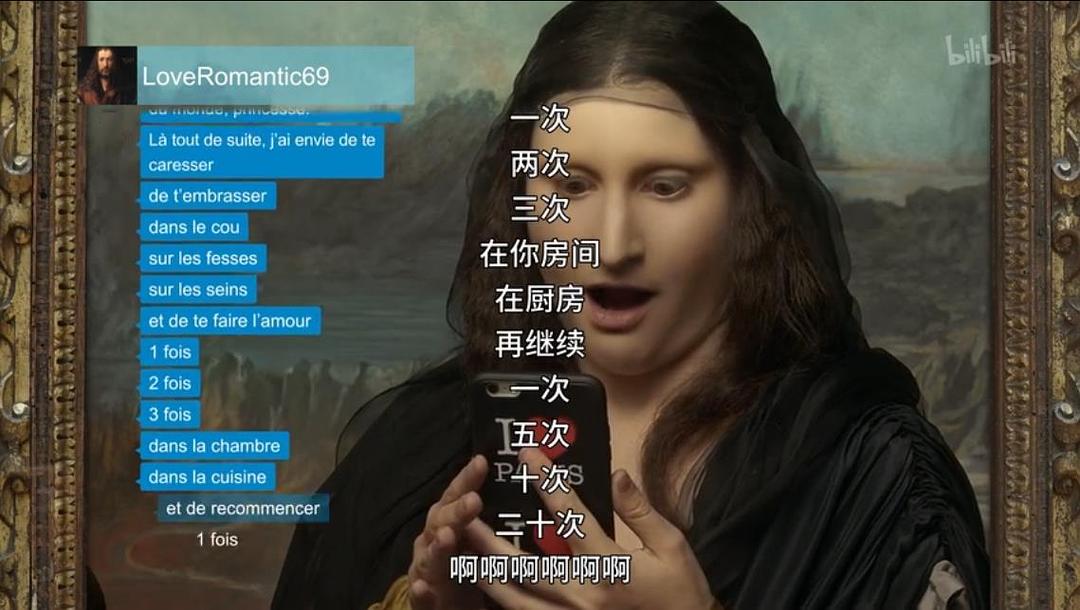 LoveRomantic69
du monde, princesse.
Là tout de suite, j'ai envie de te
caresser
de t'embrasser
dans le cou
sur les fesses
sur les seins
et de te faire l'amour
1 fois
2 fois
3 fois
dans la chambre
dans la cuisine
et de recommencer
1 fois
一次
两次
三次
在你房间
在厨房
再继续
一次
五次
十次
二十次
啊啊啊啊啊啊
bilibili